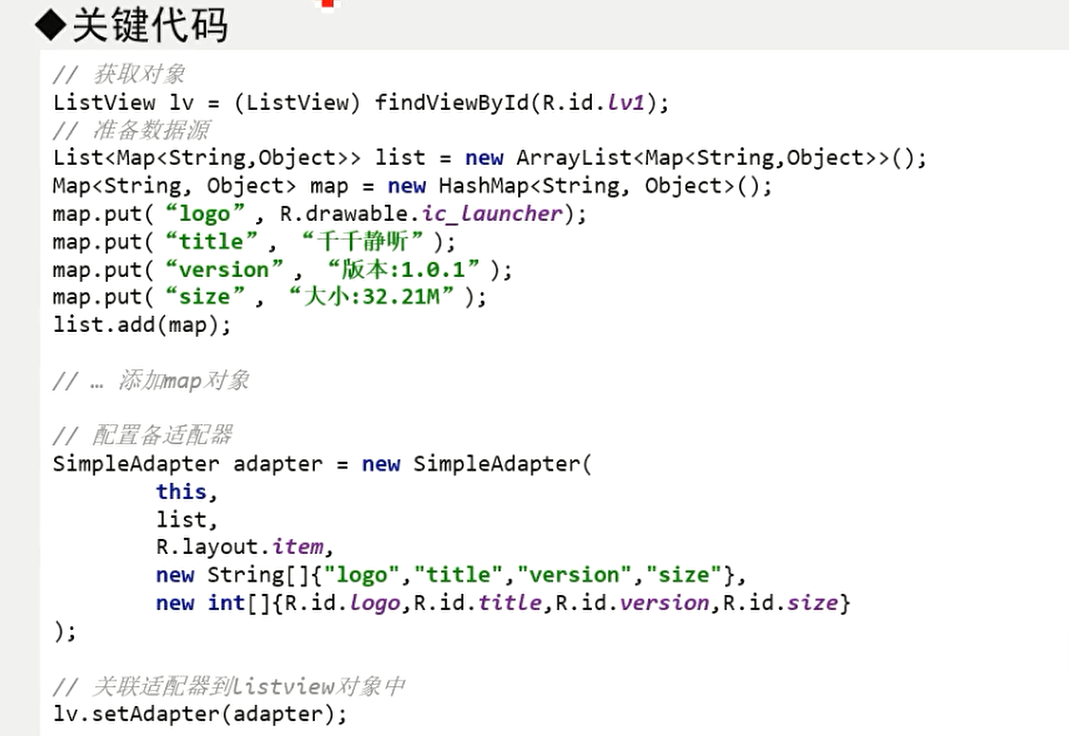 ◆关键代码
// 获取对象
ListView lv = (ListView) findViewById(R.id.lv1);
// 准备数据源
List<Map<String,Object>> list = new ArrayList<Map<String,Object>>();
Map<String, Object> map = new HashMap<String, Object>();
map.put(“logo”, R.drawable.ic_launcher);
map.put(“title”, “千千静听”);
map.put(“version”, “版本:1.0.1”);
map.put(“size”, “大小:32.21M”);
list.add(map);
// … 添加map对象
// 配置备适配器
SimpleAdapter adapter = new SimpleAdapter(
this,
list,
R.layout.item,
new String[]{"logo","title","version","size"},
new int[]{R.id.logo,R.id.title,R.id.version,R.id.size}
);
// 关联适配器到Listview对象中
lv.setAdapter(adapter);